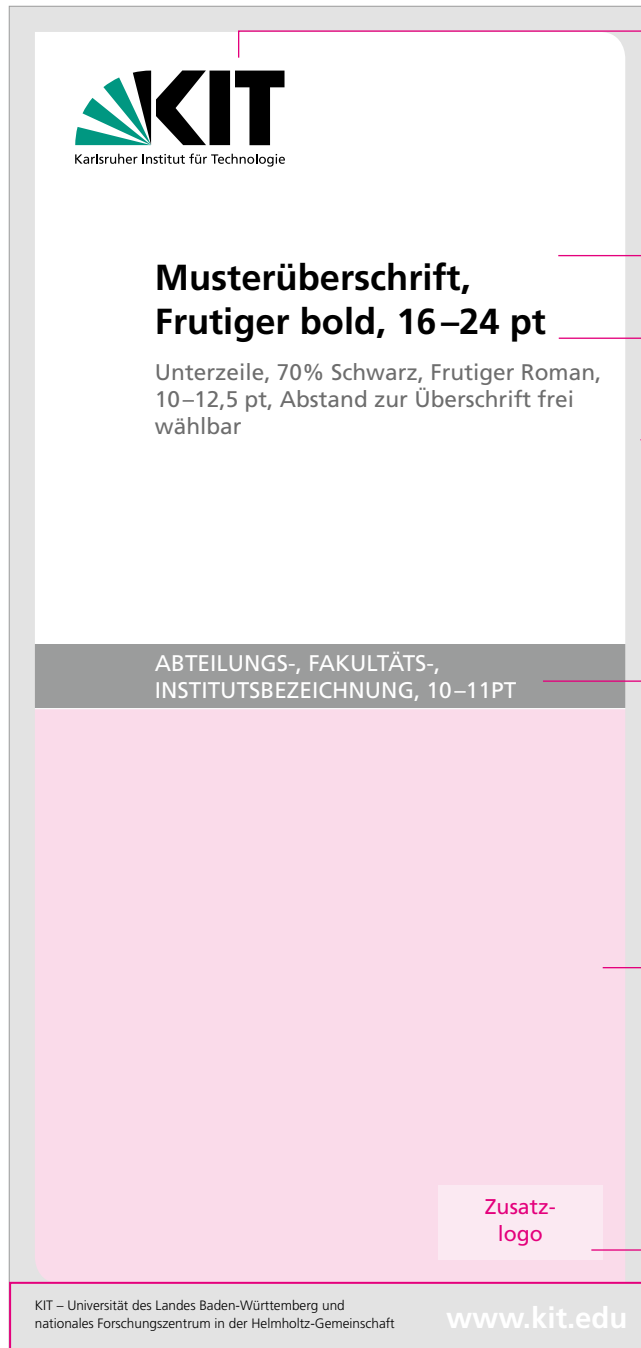 KIT
Karlsruher Institut für Technologie
Musterüberschrift,
Frutiger bold, 16–24 pt
Unterzeile, 70% Schwarz, Frutiger Roman,
10–12,5 pt, Abstand zur Überschrift frei
wählbar
ABTEILUNGS-, FAKULTÄTS-,
INSTITUTSBEZEICHNUNG, 10–11PT
Zusatz-
logo
KIT – Universität des Landes Baden-Württemberg und
nationales Forschungszentrum in der Helmholtz-Gemeinschaft
www.kit.edu